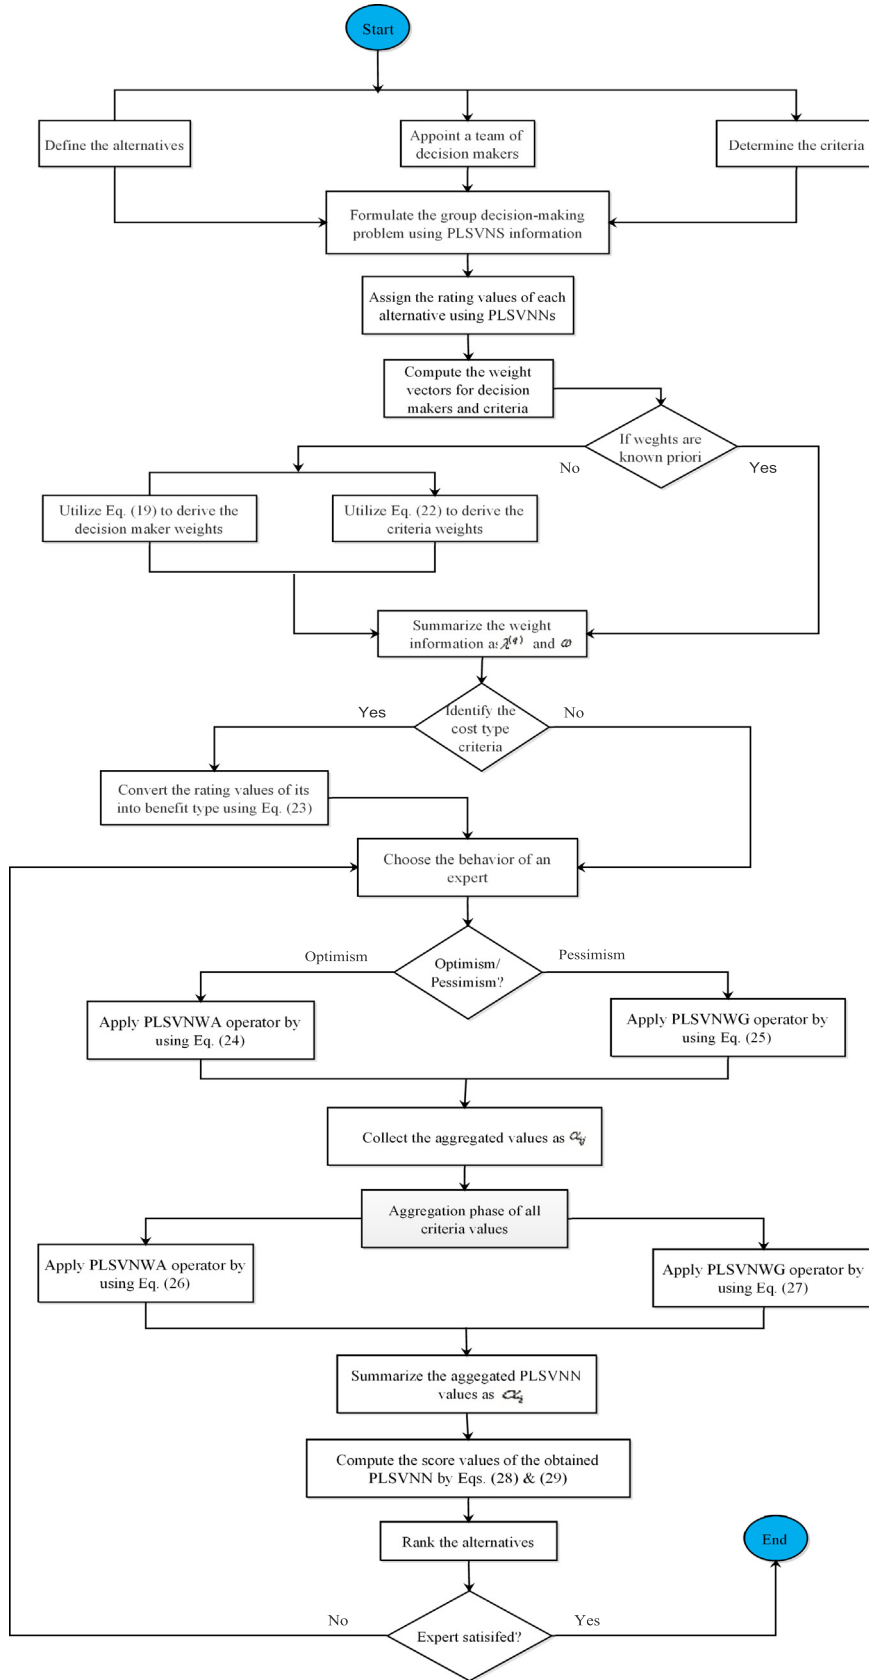 Start
Define the alternatives
Appoint a team of
decision makers
Determine the criteria
Formulate the group decision-making
problem using PLSVNS information
Assign the rating values of each
alternative using PLSVNNs
Compute the weight
vectors for decision
makers and criteria
If weghts are
known priori
No
Yes
Utilize Eq. (19) to derive the
decision maker weights
Utilize Eq. (22) to derive the
criteria weights
Summarize the weight
information as λ⁽q⁾ and ω
Identify the
cost type
criteria
Yes
No
Convert the rating values of its
into benefit type using Eq. (23)
Choose the behavior of an
expert
Optimism
Optimism/
Pessimism?
Pessimism
Apply PLSVNWA operator by
using Eq. (24)
Apply PLSVNWG operator by
using Eq. (25)
Collect the aggregated values as αij
Aggregation phase of all
criteria values
Apply PLSVNWA operator by
using Eq. (26)
Apply PLSVNWG operator by
using Eq. (27)
Summarize the aggegated PLSVNN
values as αi
Compute the score values of the obtained
PLSVNN by Eqs. (28) & (29)
Rank the alternatives
End
No
Expert satisifed?
Yes